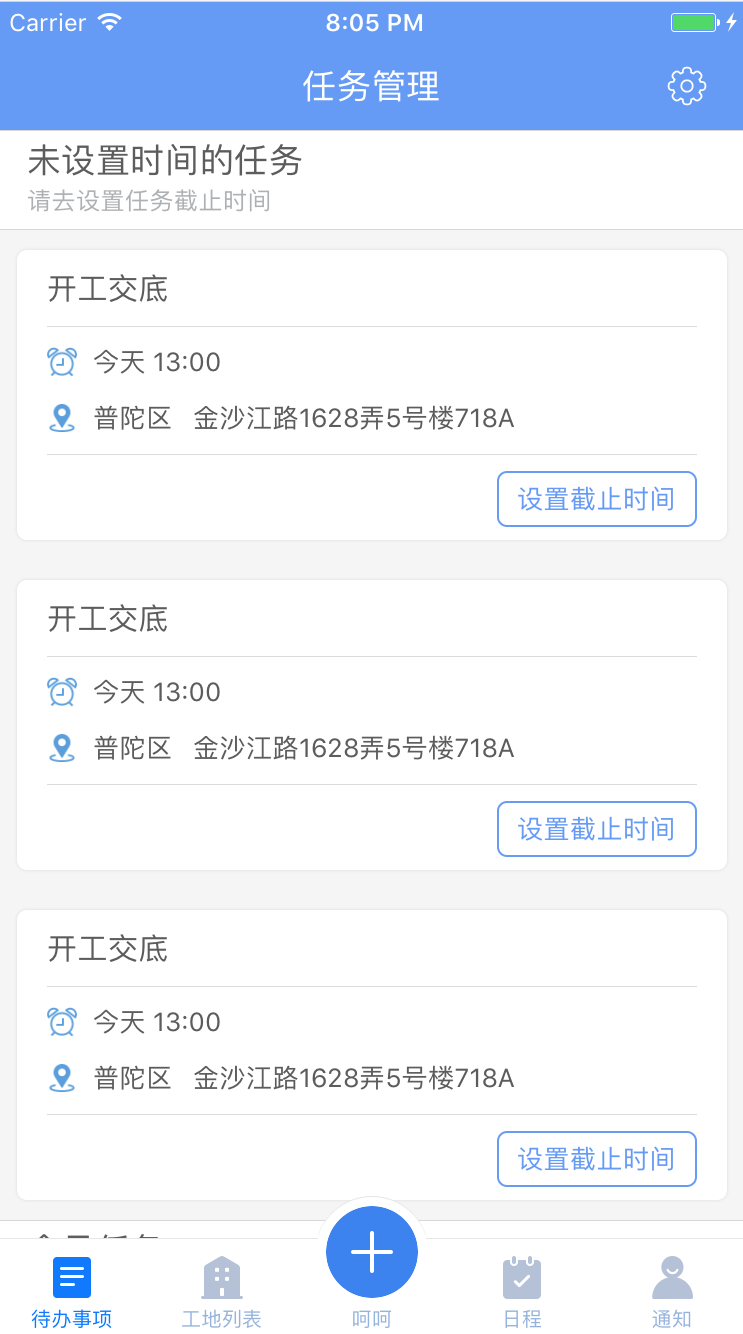 Carrier 8:05 PM
任务管理
未设置时间的任务
请去设置任务截止时间
开工交底
今天 13:00
普陀区 金沙江路1628弄5号楼718A
设置截止时间
开工交底
今天 13:00
普陀区 金沙江路1628弄5号楼718A
设置截止时间
开工交底
今天 13:00
普陀区 金沙江路1628弄5号楼718A
设置截止时间
待办事项 工地列表 呵呵 日程 通知